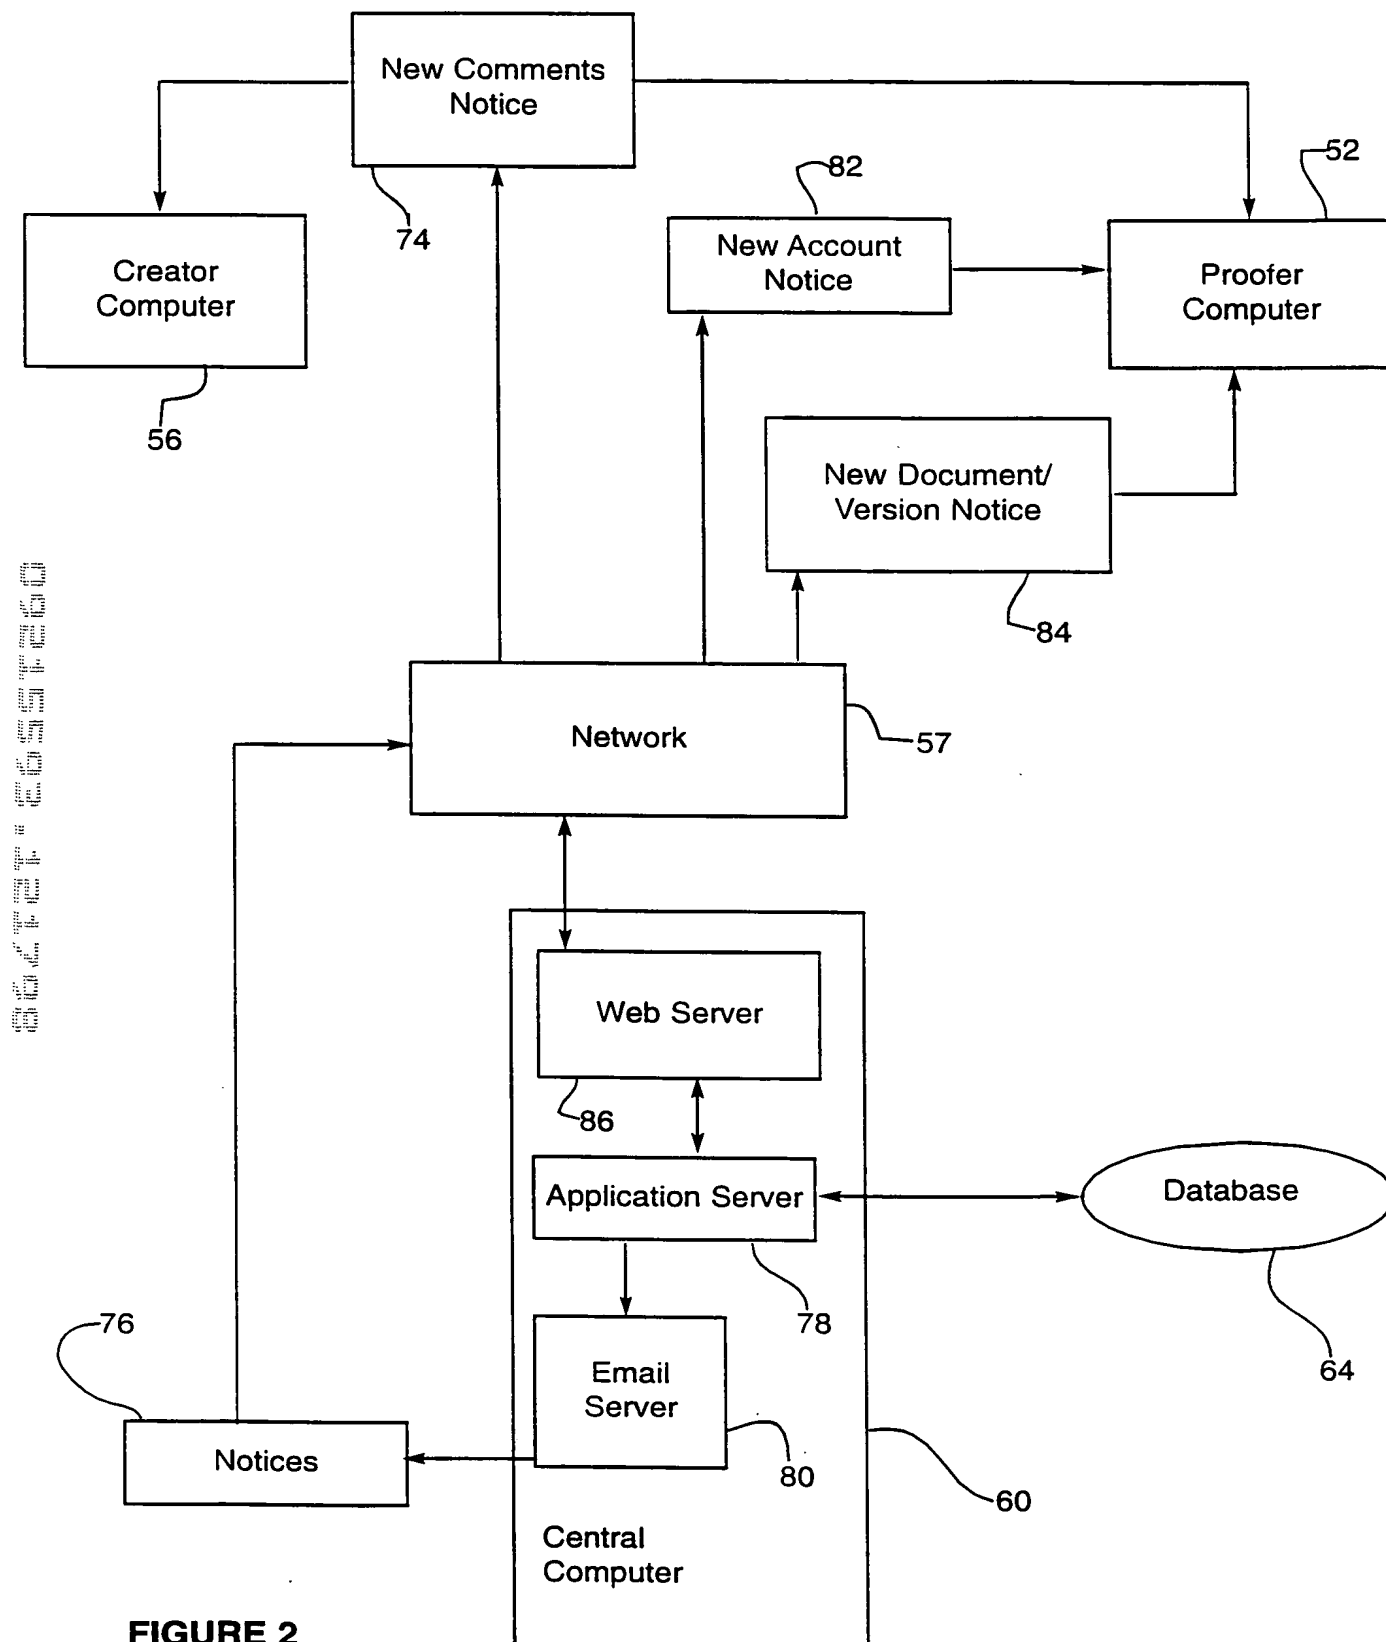 New Comments
Notice
74
82
52
Creator
Computer
56
New Account
Notice
Proofer
Computer
New Document/
Version Notice
84
Network
57
Web Server
86
Application Server
78
Database
64
76
Email
Server
80
Notices
60
Central
Computer
FIGURE 2